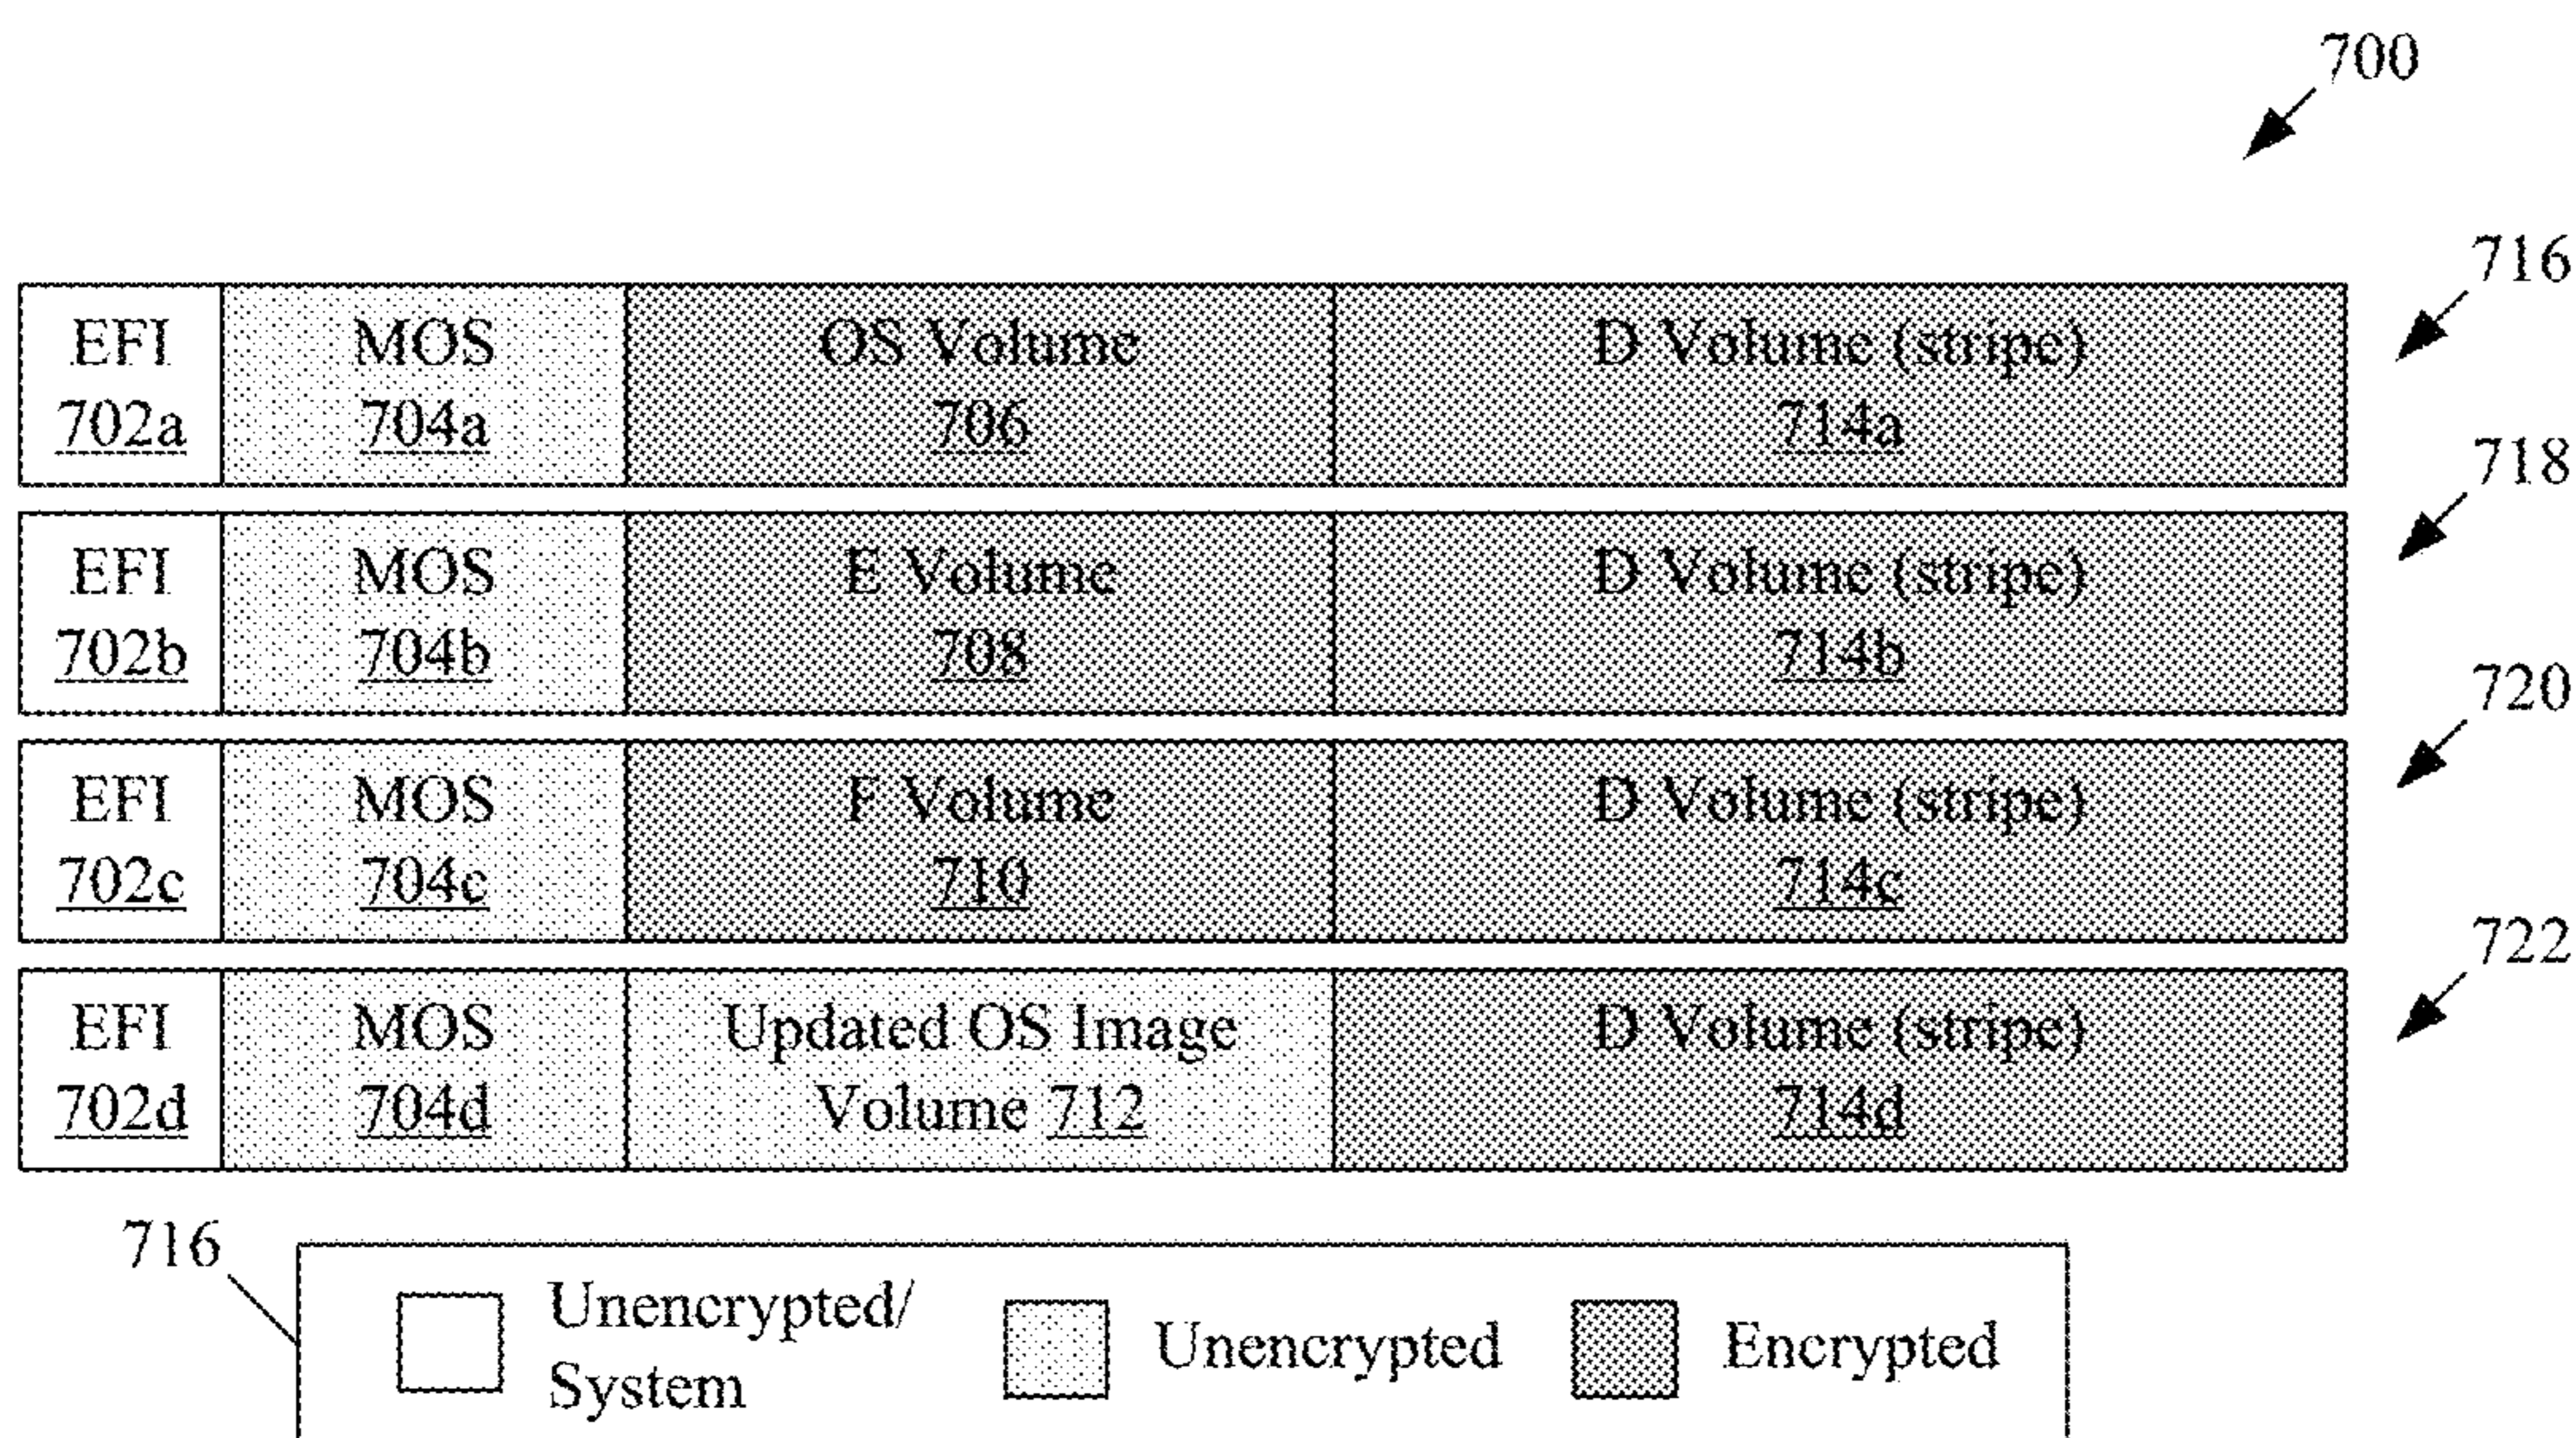 700
716
EFI MOS OS Volume D Volume (stripe)
702a 704a 706 714a
718
EFI MOS E Volume D Volume (stripe)
702b 704b 708 714b
720
EFI MOS F Volume D Volume (stripe)
702c 704c 710 714c
722
EFI MOS Updated OS Image D Volume (stripe)
702d 704d Volume 712 714d
716
Unencrypted/
System
Unencrypted
Encrypted